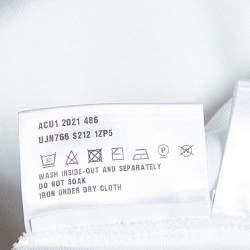 ACU1 2021 486
UJN766 S212 1ZP5
WASH INSIDE-OUT AND SEPARATELY
DO NOT SOAK
IRON UNDER DRY CLOTH